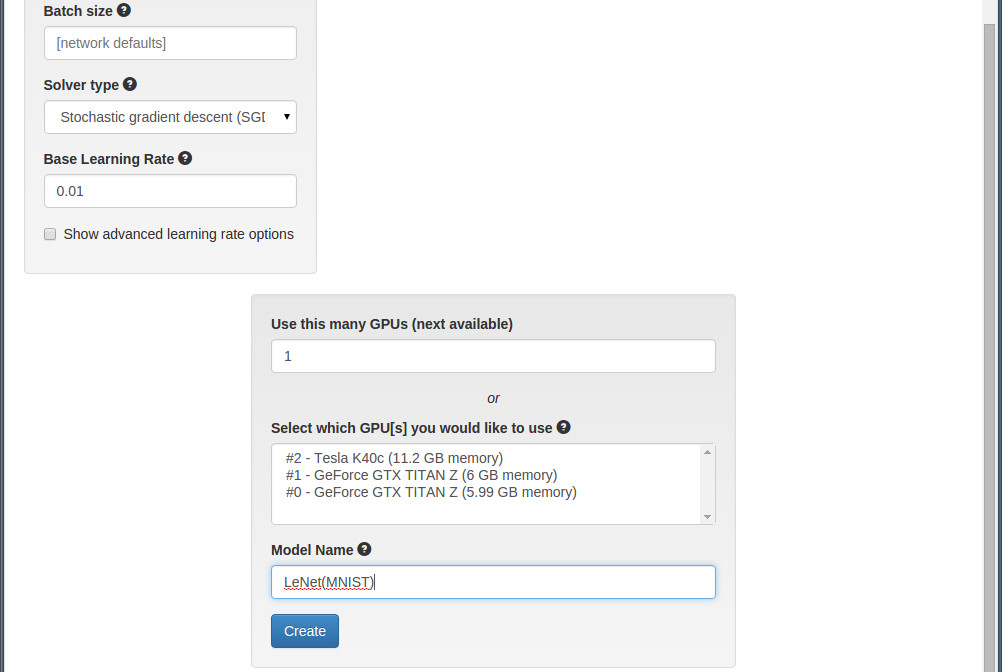 Batch size
[network defaults]
Solver type
Stochastic gradient descent (SGD
Base Learning Rate
0.01
Show advanced learning rate options
Use this many GPUs (next available)
1
or
Select which GPU[s] you would like to use
#2 - Tesla K40c (11.2 GB memory)
#1 - GeForce GTX TITAN Z (6 GB memory)
#0 - GeForce GTX TITAN Z (5.99 GB memory)
Model Name
LeNet(MNIST)
Create